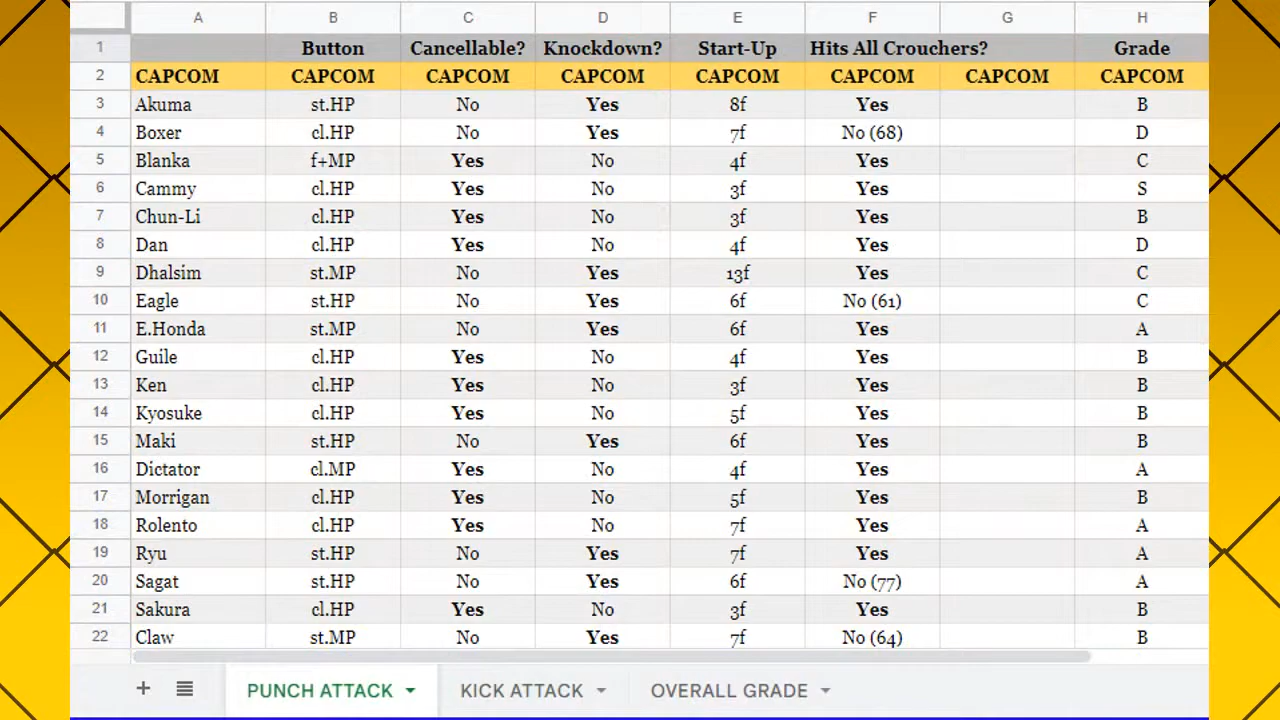 A B C D E F G H
1 Button Cancellable? Knockdown? Start-Up Hits All Crouchers? Grade
2 CAPCOM CAPCOM CAPCOM CAPCOM CAPCOM CAPCOM CAPCOM CAPCOM
3 Akuma st.HP No Yes 8f Yes B
4 Boxer cl.HP No Yes 7f No (68) D
5 Blanka f+MP Yes No 4f Yes C
6 Cammy cl.HP Yes No 3f Yes S
7 Chun-Li cl.HP Yes No 3f Yes B
8 Dan cl.HP Yes No 4f Yes D
9 Dhalsim st.MP No Yes 13f Yes C
10 Eagle st.HP No Yes 6f No (61) C
11 E.Honda st.MP No Yes 6f Yes A
12 Guile cl.HP Yes No 4f Yes B
13 Ken cl.HP Yes No 3f Yes B
14 Kyosuke cl.HP Yes No 5f Yes B
15 Maki st.HP No Yes 6f Yes B
16 Dictator cl.MP Yes No 4f Yes A
17 Morrigan cl.HP Yes No 5f Yes B
18 Rolento cl.HP Yes No 7f Yes A
19 Ryu st.HP No Yes 7f Yes A
20 Sagat st.HP No Yes 6f No (77) A
21 Sakura cl.HP Yes No 3f Yes B
22 Claw st.MP No Yes 7f No (64) B
PUNCH ATTACK KICK ATTACK OVERALL GRADE